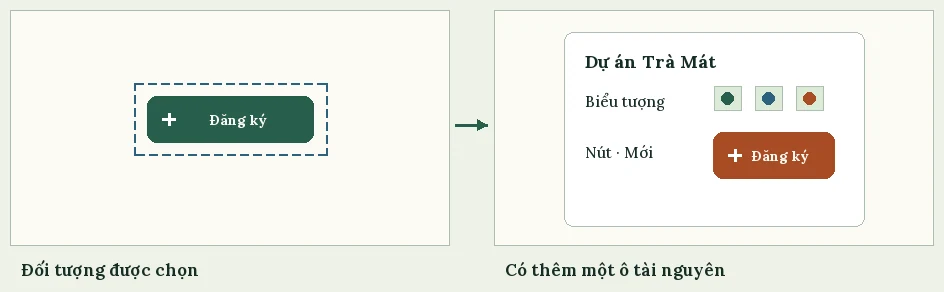 Đăng ký
Đối tượng được chọn
Dự án Trà Mát
Biểu tượng
Nút · Mới
Đăng ký
Có thêm một ô tài nguyên